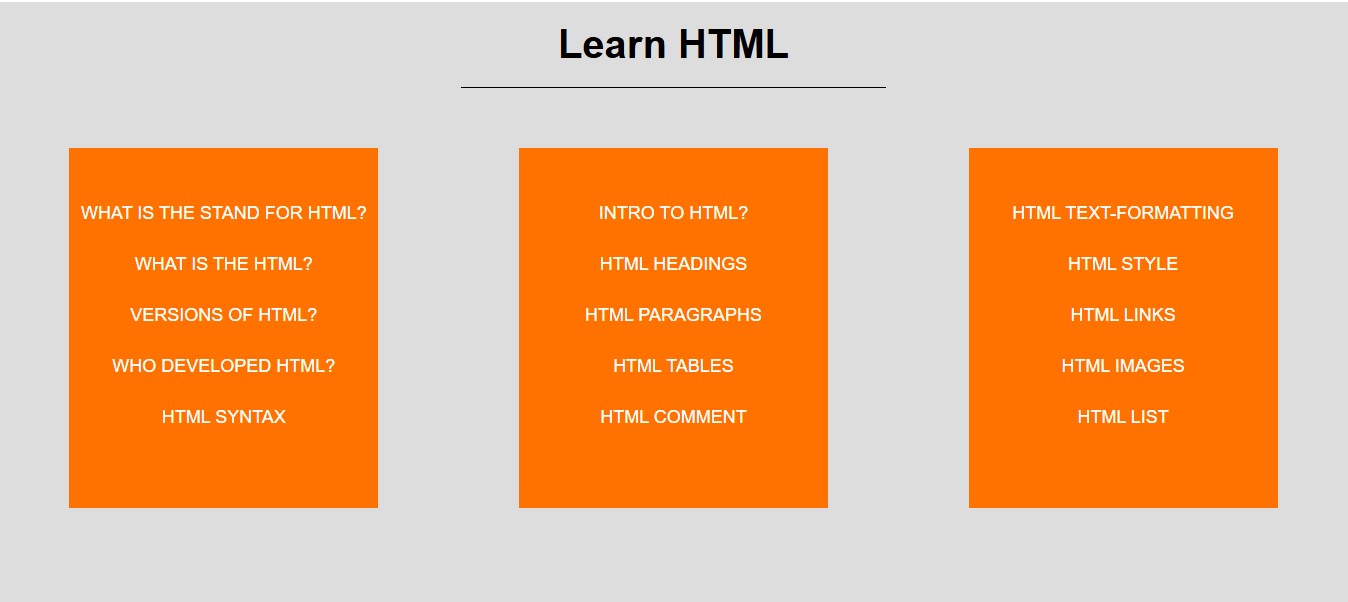 Learn HTML
WHAT IS THE STAND FOR HTML?
WHAT IS THE HTML?
VERSIONS OF HTML?
WHO DEVELOPED HTML?
HTML SYNTAX
INTRO TO HTML?
HTML HEADINGS
HTML PARAGRAPHS
HTML TABLES
HTML COMMENT
HTML TEXT-FORMATTING
HTML STYLE
HTML LINKS
HTML IMAGES
HTML LIST